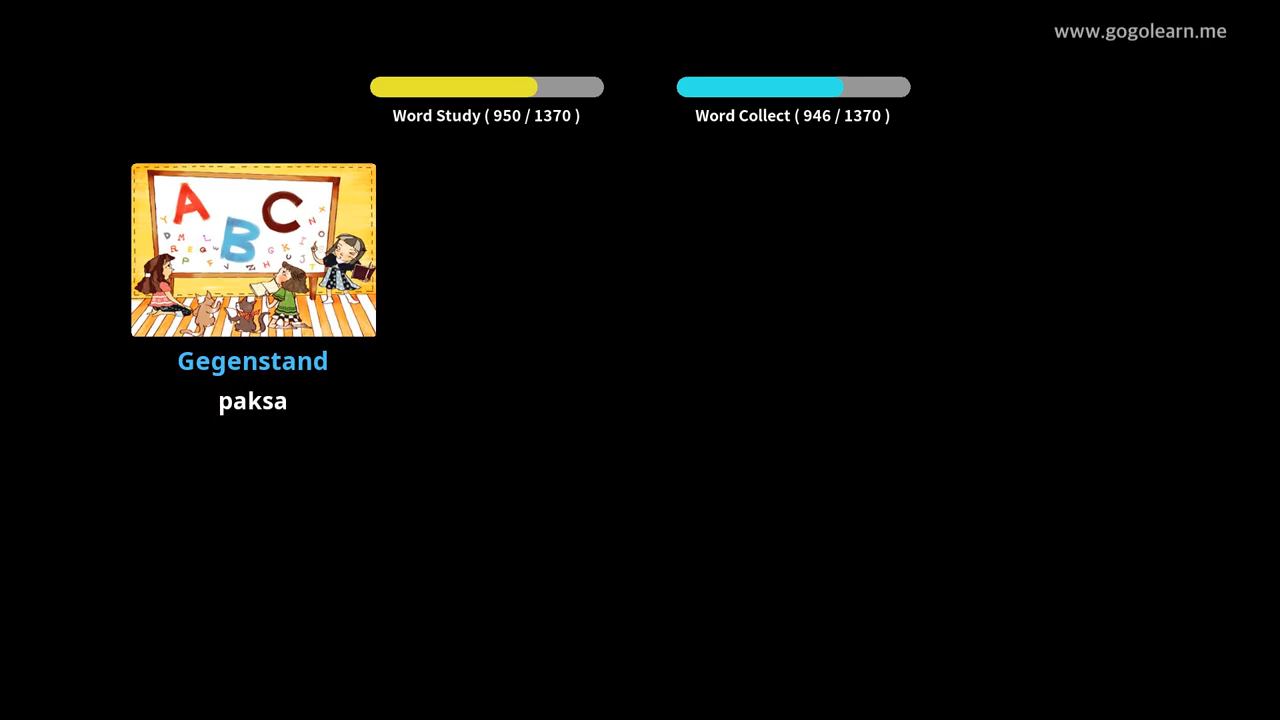 www.gogolearn.me
Word Study ( 950 / 1370 )
Word Collect ( 946 / 1370 )
A
B
C
Gegenstand
paksa